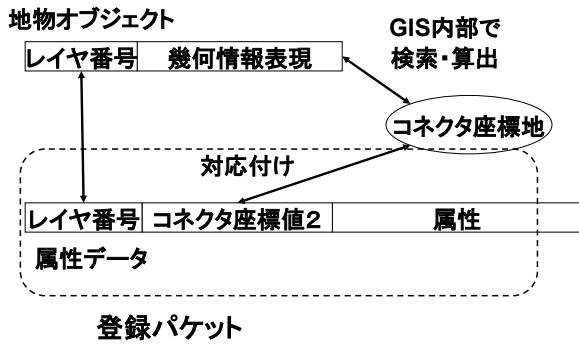 地物オブジェクト
GIS内部で
検索・算出
レイヤ番号 幾何情報表現
コネクタ座標地
対応付け
レイヤ番号 コネクタ座標値2 属性
属性データ
登録パケット